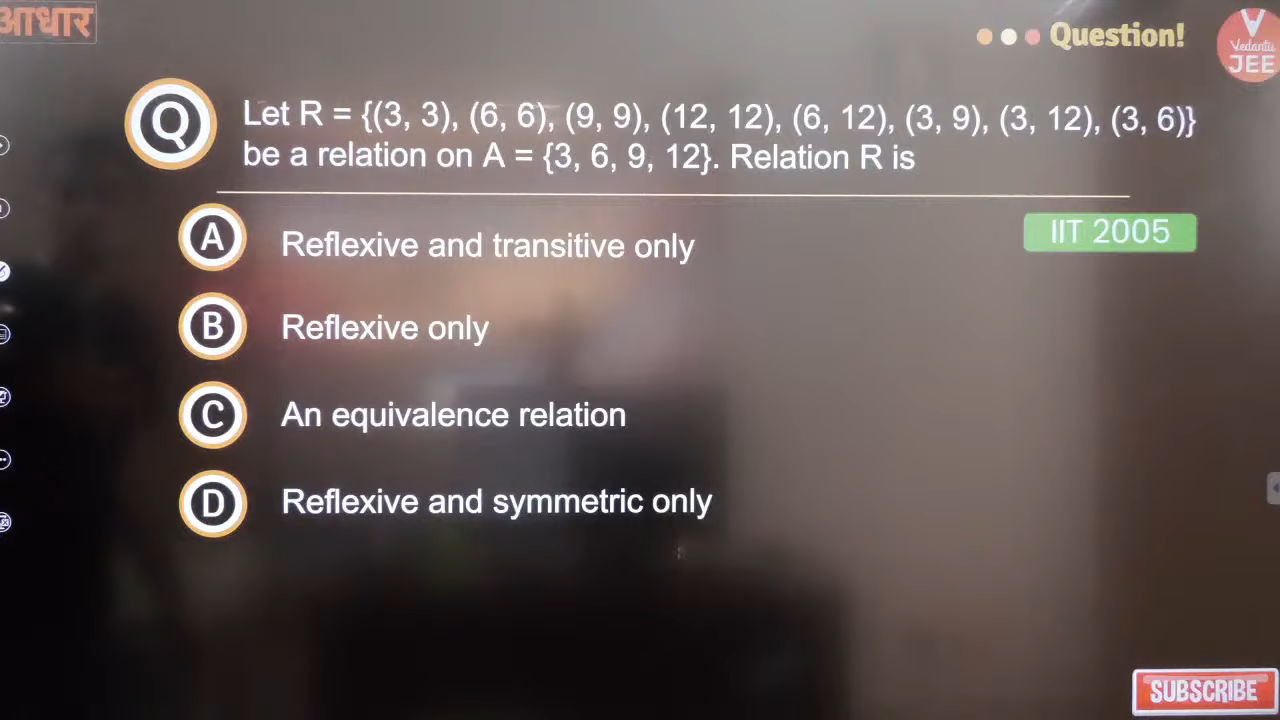 आधार
Question!
Vedantu
JEE
Q
Let R = {(3, 3), (6, 6), (9, 9), (12, 12), (6, 12), (3, 9), (3, 12), (3, 6)}
be a relation on A = {3, 6, 9, 12}. Relation R is
IIT 2005
A Reflexive and transitive only
B Reflexive only
C An equivalence relation
D Reflexive and symmetric only
SUBSCRIBE